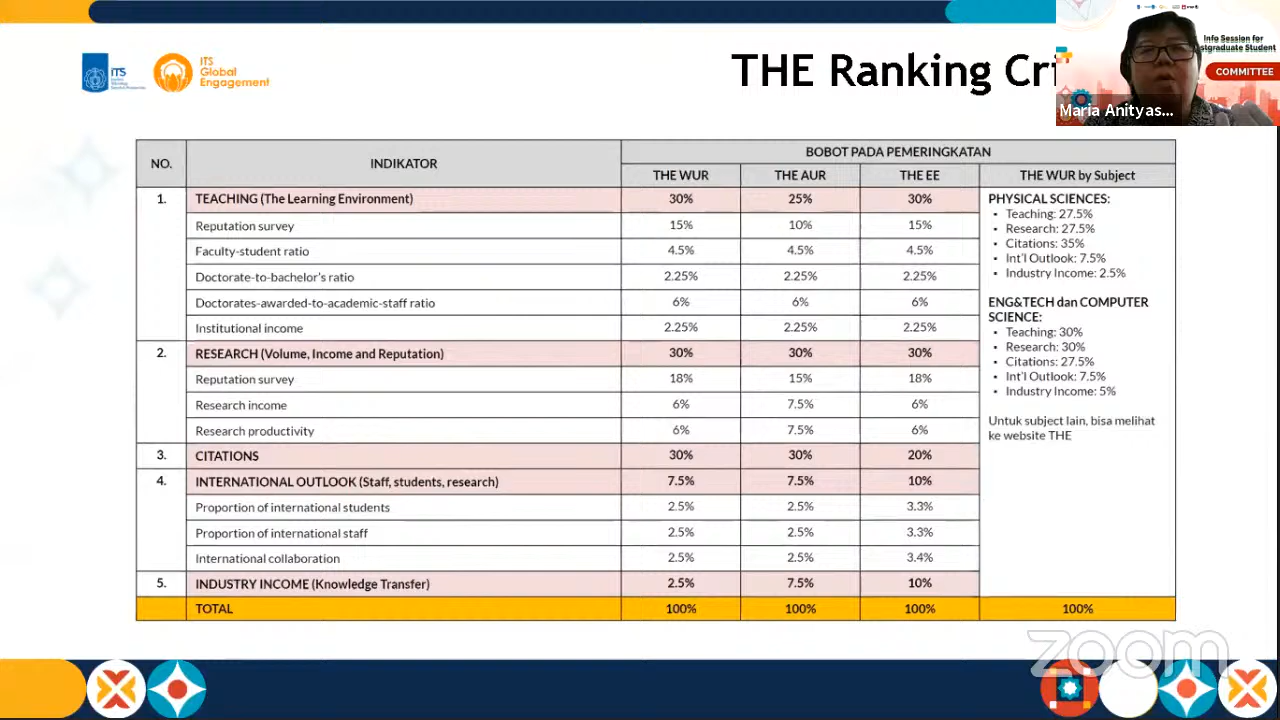 ITS
ITS
Global
Engagement
THE Ranking Cri
Info Session for
stgraduate Student
COMMITTEE
Maria Anityas...
NO.
INDIKATOR
BOBOT PADA PEMERINGKATAN
THE WUR
THE AUR
THE EE
THE WUR by Subject
1.
TEACHING (The Learning Environment)
30%
25%
30%
Reputation survey
15%
10%
15%
Faculty-student ratio
4.5%
4.5%
4.5%
Doctorate-to-bachelor's ratio
2.25%
2.25%
2.25%
Doctorates-awarded-to-academic-staff ratio
6%
6%
6%
Institutional income
2.25%
2.25%
2.25%
2.
RESEARCH (Volume, Income and Reputation)
30%
30%
30%
Reputation survey
18%
15%
18%
Research income
6%
7.5%
6%
Research productivity
6%
7.5%
6%
3.
CITATIONS
30%
30%
20%
4.
INTERNATIONAL OUTLOOK (Staff, students, research)
7.5%
7.5%
10%
Proportion of international students
2.5%
2.5%
3.3%
Proportion of international staff
2.5%
2.5%
3.3%
International collaboration
2.5%
2.5%
3.4%
5.
INDUSTRY INCOME (Knowledge Transfer)
2.5%
7.5%
10%
PHYSICAL SCIENCES:
• Teaching: 27.5%
• Research: 27.5%
• Citations: 35%
• Int'l Outlook: 7.5%
• Industry Income: 2.5%
ENG&TECH dan COMPUTER
SCIENCE:
• Teaching: 30%
• Research: 30%
• Citations: 27.5%
• Int'l Outlook: 7.5%
• Industry Income: 5%
Untuk subject lain, bisa melihat
ke website THE
TOTAL
100%
100%
100%
100%
zoom